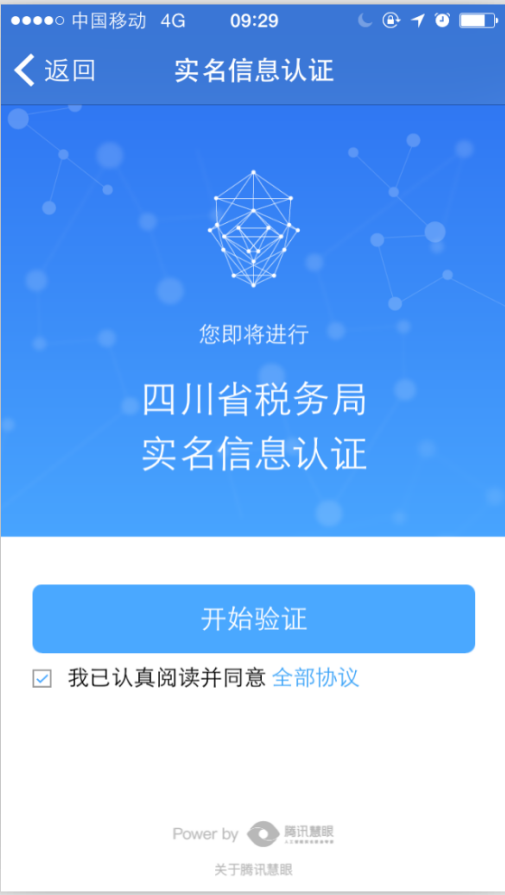 中国移动 4G 09:29
返回 实名信息认证
您即将进行
四川省税务局
实名信息认证
开始验证
我已认真阅读并同意 全部协议
Power by 腾讯慧眼
关于腾讯慧眼